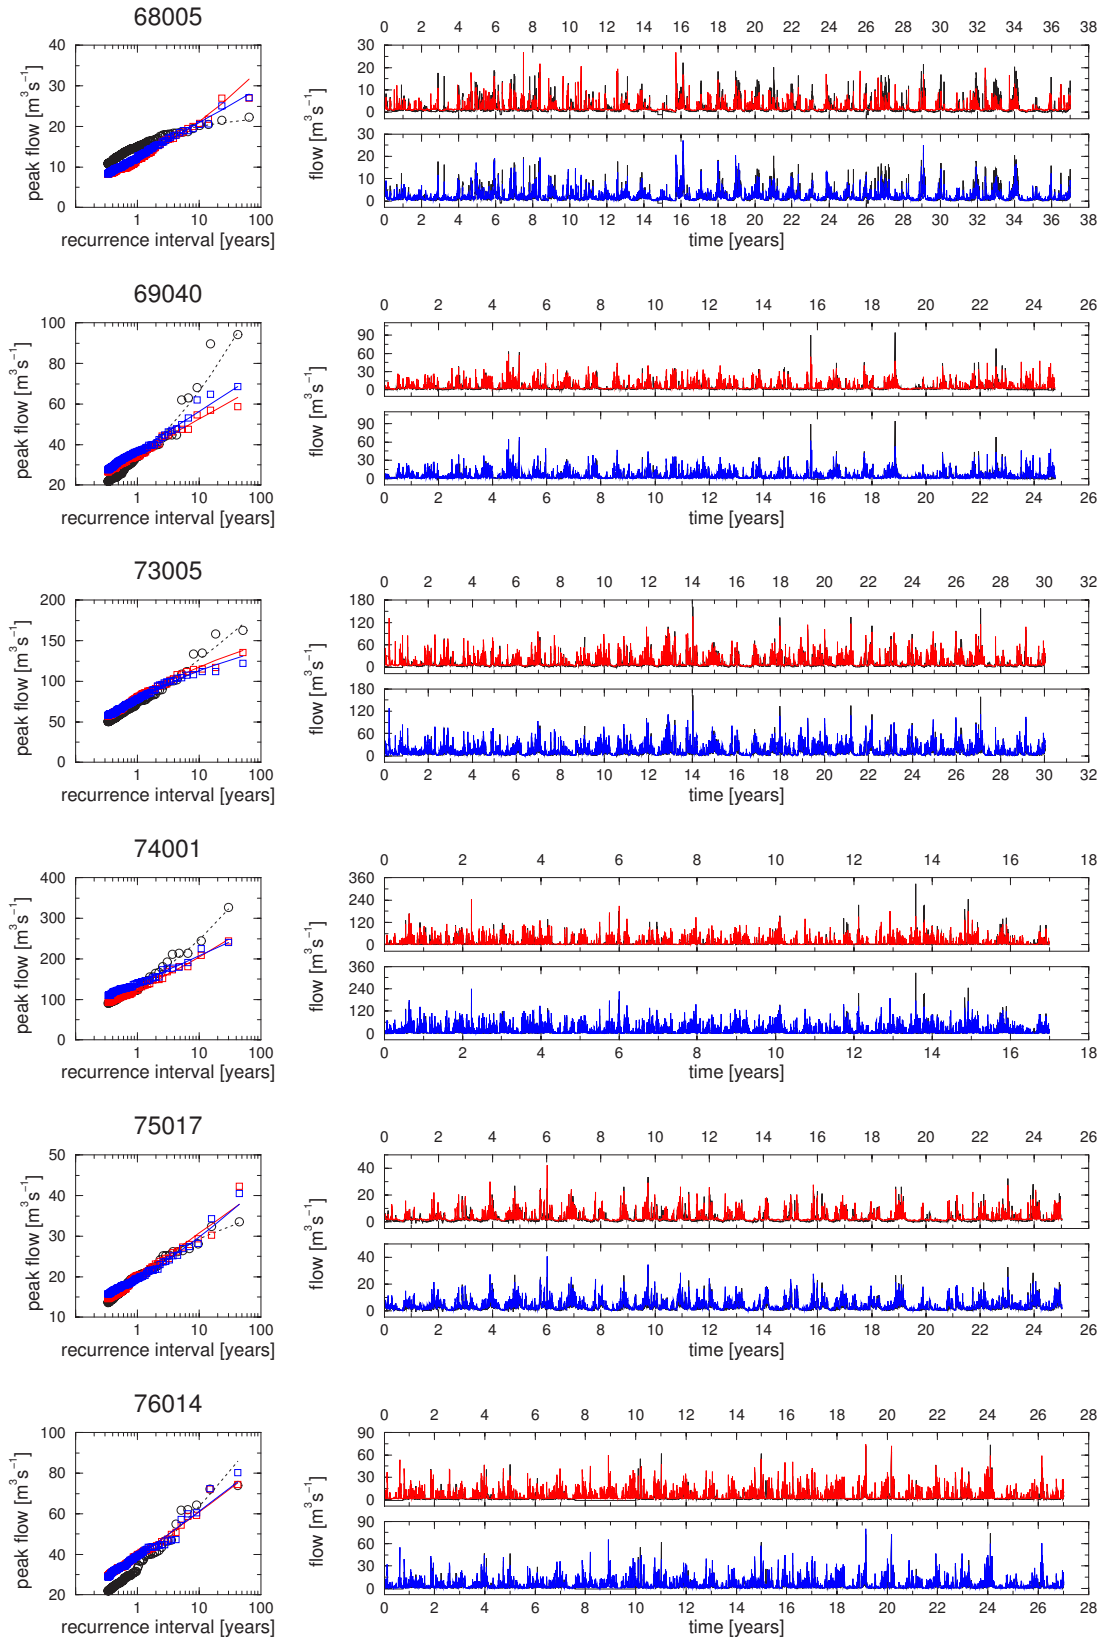 68005
0 2 4 6 8 10 12 14 16 18 20 22 24 26 28 30 32 34 36 38
40
30
20
10
0
peak flow [m³s⁻¹]
1 10 100
recurrence interval [years]
30
20
10
0
30
20
10
0
flow [m³s⁻¹]
0 2 4 6 8 10 12 14 16 18 20 22 24 26 28 30 32 34 36 38
time [years]
69040
0 2 4 6 8 10 12 14 16 18 20 22 24 26
100
80
60
40
20
peak flow [m³s⁻¹]
1 10 100
recurrence interval [years]
90
60
30
0
90
60
30
0
flow [m³s⁻¹]
0 2 4 6 8 10 12 14 16 18 20 22 24 26
time [years]
73005
0 2 4 6 8 10 12 14 16 18 20 22 24 26 28 30 32
200
150
100
50
0
peak flow [m³s⁻¹]
1 10 100
recurrence interval [years]
180
120
60
0
180
120
60
0
flow [m³s⁻¹]
0 2 4 6 8 10 12 14 16 18 20 22 24 26 28 30 32
time [years]
74001
0 2 4 6 8 10 12 14 16 18
400
300
200
100
0
peak flow [m³s⁻¹]
1 10 100
recurrence interval [years]
360
240
120
0
360
240
120
0
flow [m³s⁻¹]
0 2 4 6 8 10 12 14 16 18
time [years]
75017
0 2 4 6 8 10 12 14 16 18 20 22 24 26
50
40
30
20
10
peak flow [m³s⁻¹]
1 10 100
recurrence interval [years]
40
20
0
40
20
0
flow [m³s⁻¹]
0 2 4 6 8 10 12 14 16 18 20 22 24 26
time [years]
76014
0 2 4 6 8 10 12 14 16 18 20 22 24 26 28
100
80
60
40
20
peak flow [m³s⁻¹]
1 10 100
recurrence interval [years]
90
60
30
0
90
60
30
0
flow [m³s⁻¹]
0 2 4 6 8 10 12 14 16 18 20 22 24 26 28
time [years]